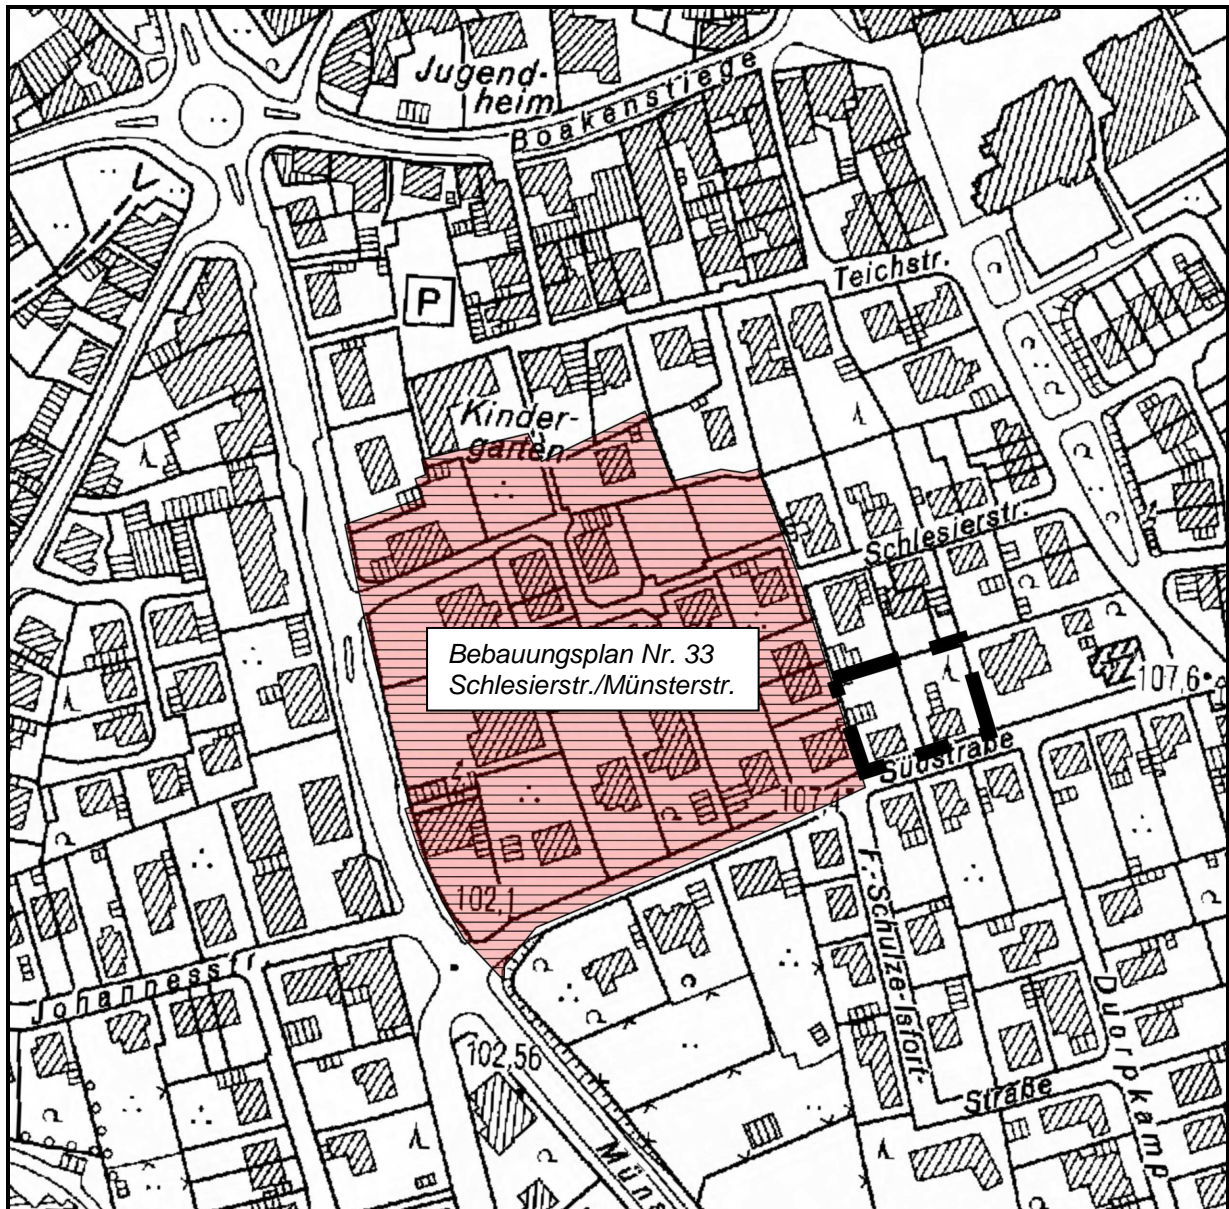 Jugend-
heim
Boakenstiege
Teichstr.
P
Kinder-
garten
Schlesierstr.
Bebauungsplan Nr. 33
Schlesierstr./Münsterstr.
107,6
Südstraße
107,4
102,1
F.-Schulze-Isfort-
Straße
Duorpkamp
Johannesstr.
102,56
Müns